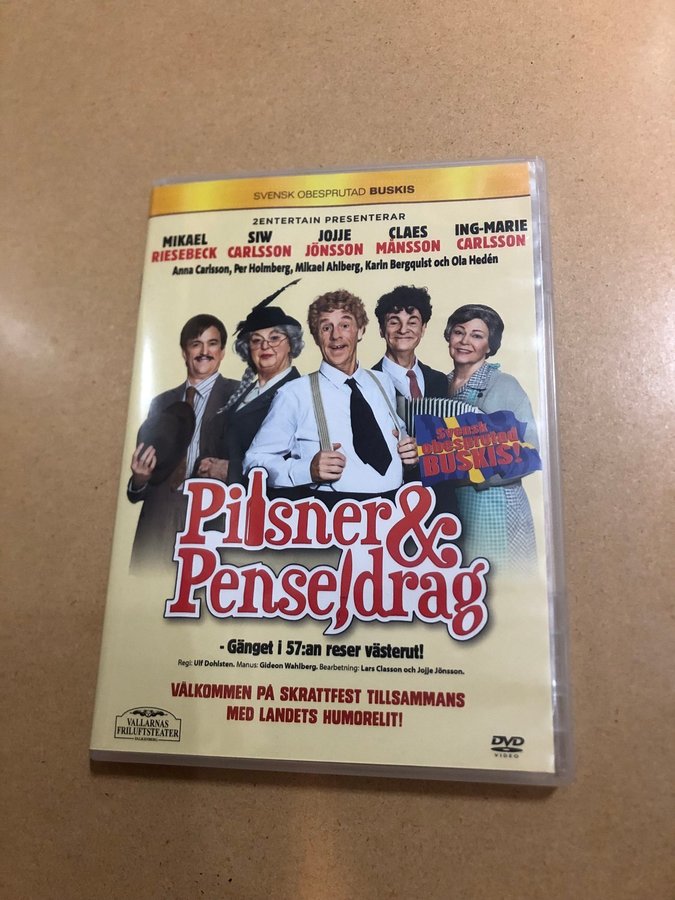 SVENSK OBESPRUTAD BUSKIS
2ENTERTAIN PRESENTERAR
MIKAEL RIESEBECK
SIW CARLSSON
JOJJE JÖNSSON
CLAES MÅNSSON
ING-MARIE CARLSSON
Anna Carlsson, Per Holmberg, Mikael Ahlberg, Karin Bergquist och Ola Hedén
Svensk
obesprutad
BUSKIS!
Pilsner &
Penseldrag
- Gänget i 57:an reser västerut!
Regi: Ulf Dohlsten. Manus: Gideon Wahlberg. Bearbetning: Lars Classon och Jojje Jönsson.
VÄLKOMMEN PÅ SKRATTFEST TILLSAMMANS
MED LANDETS HUMORELIT!
VALLARNAS
FRILUFTSTEATER
FALKENBERG
DVD
VIDEO